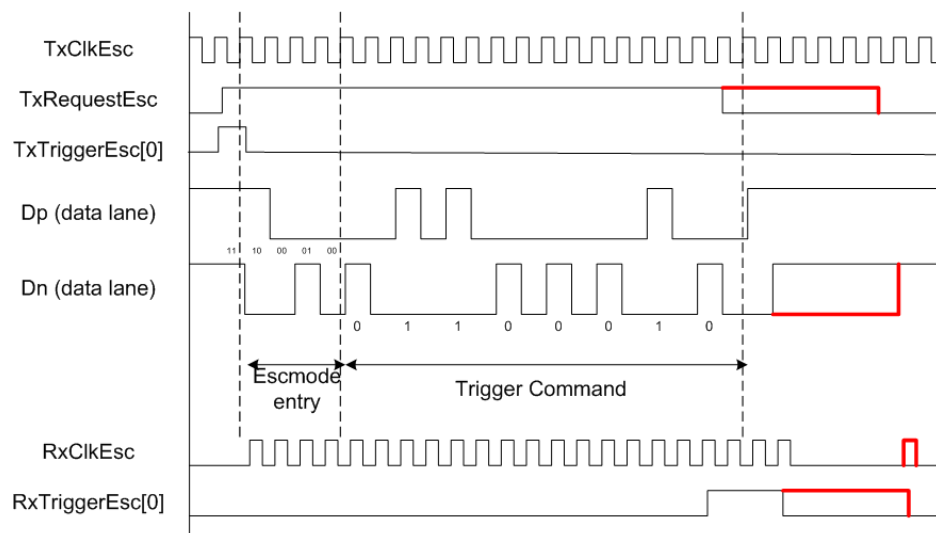 TxClkEsc
TxRequestEsc
TxTriggerEsc[0]
Dp (data lane)
11 10 00 01 00
Dn (data lane)
0 1 1 0 0 0 1 0
Escmode
entry
Trigger Command
RxClkEsc
RxTriggerEsc[0]